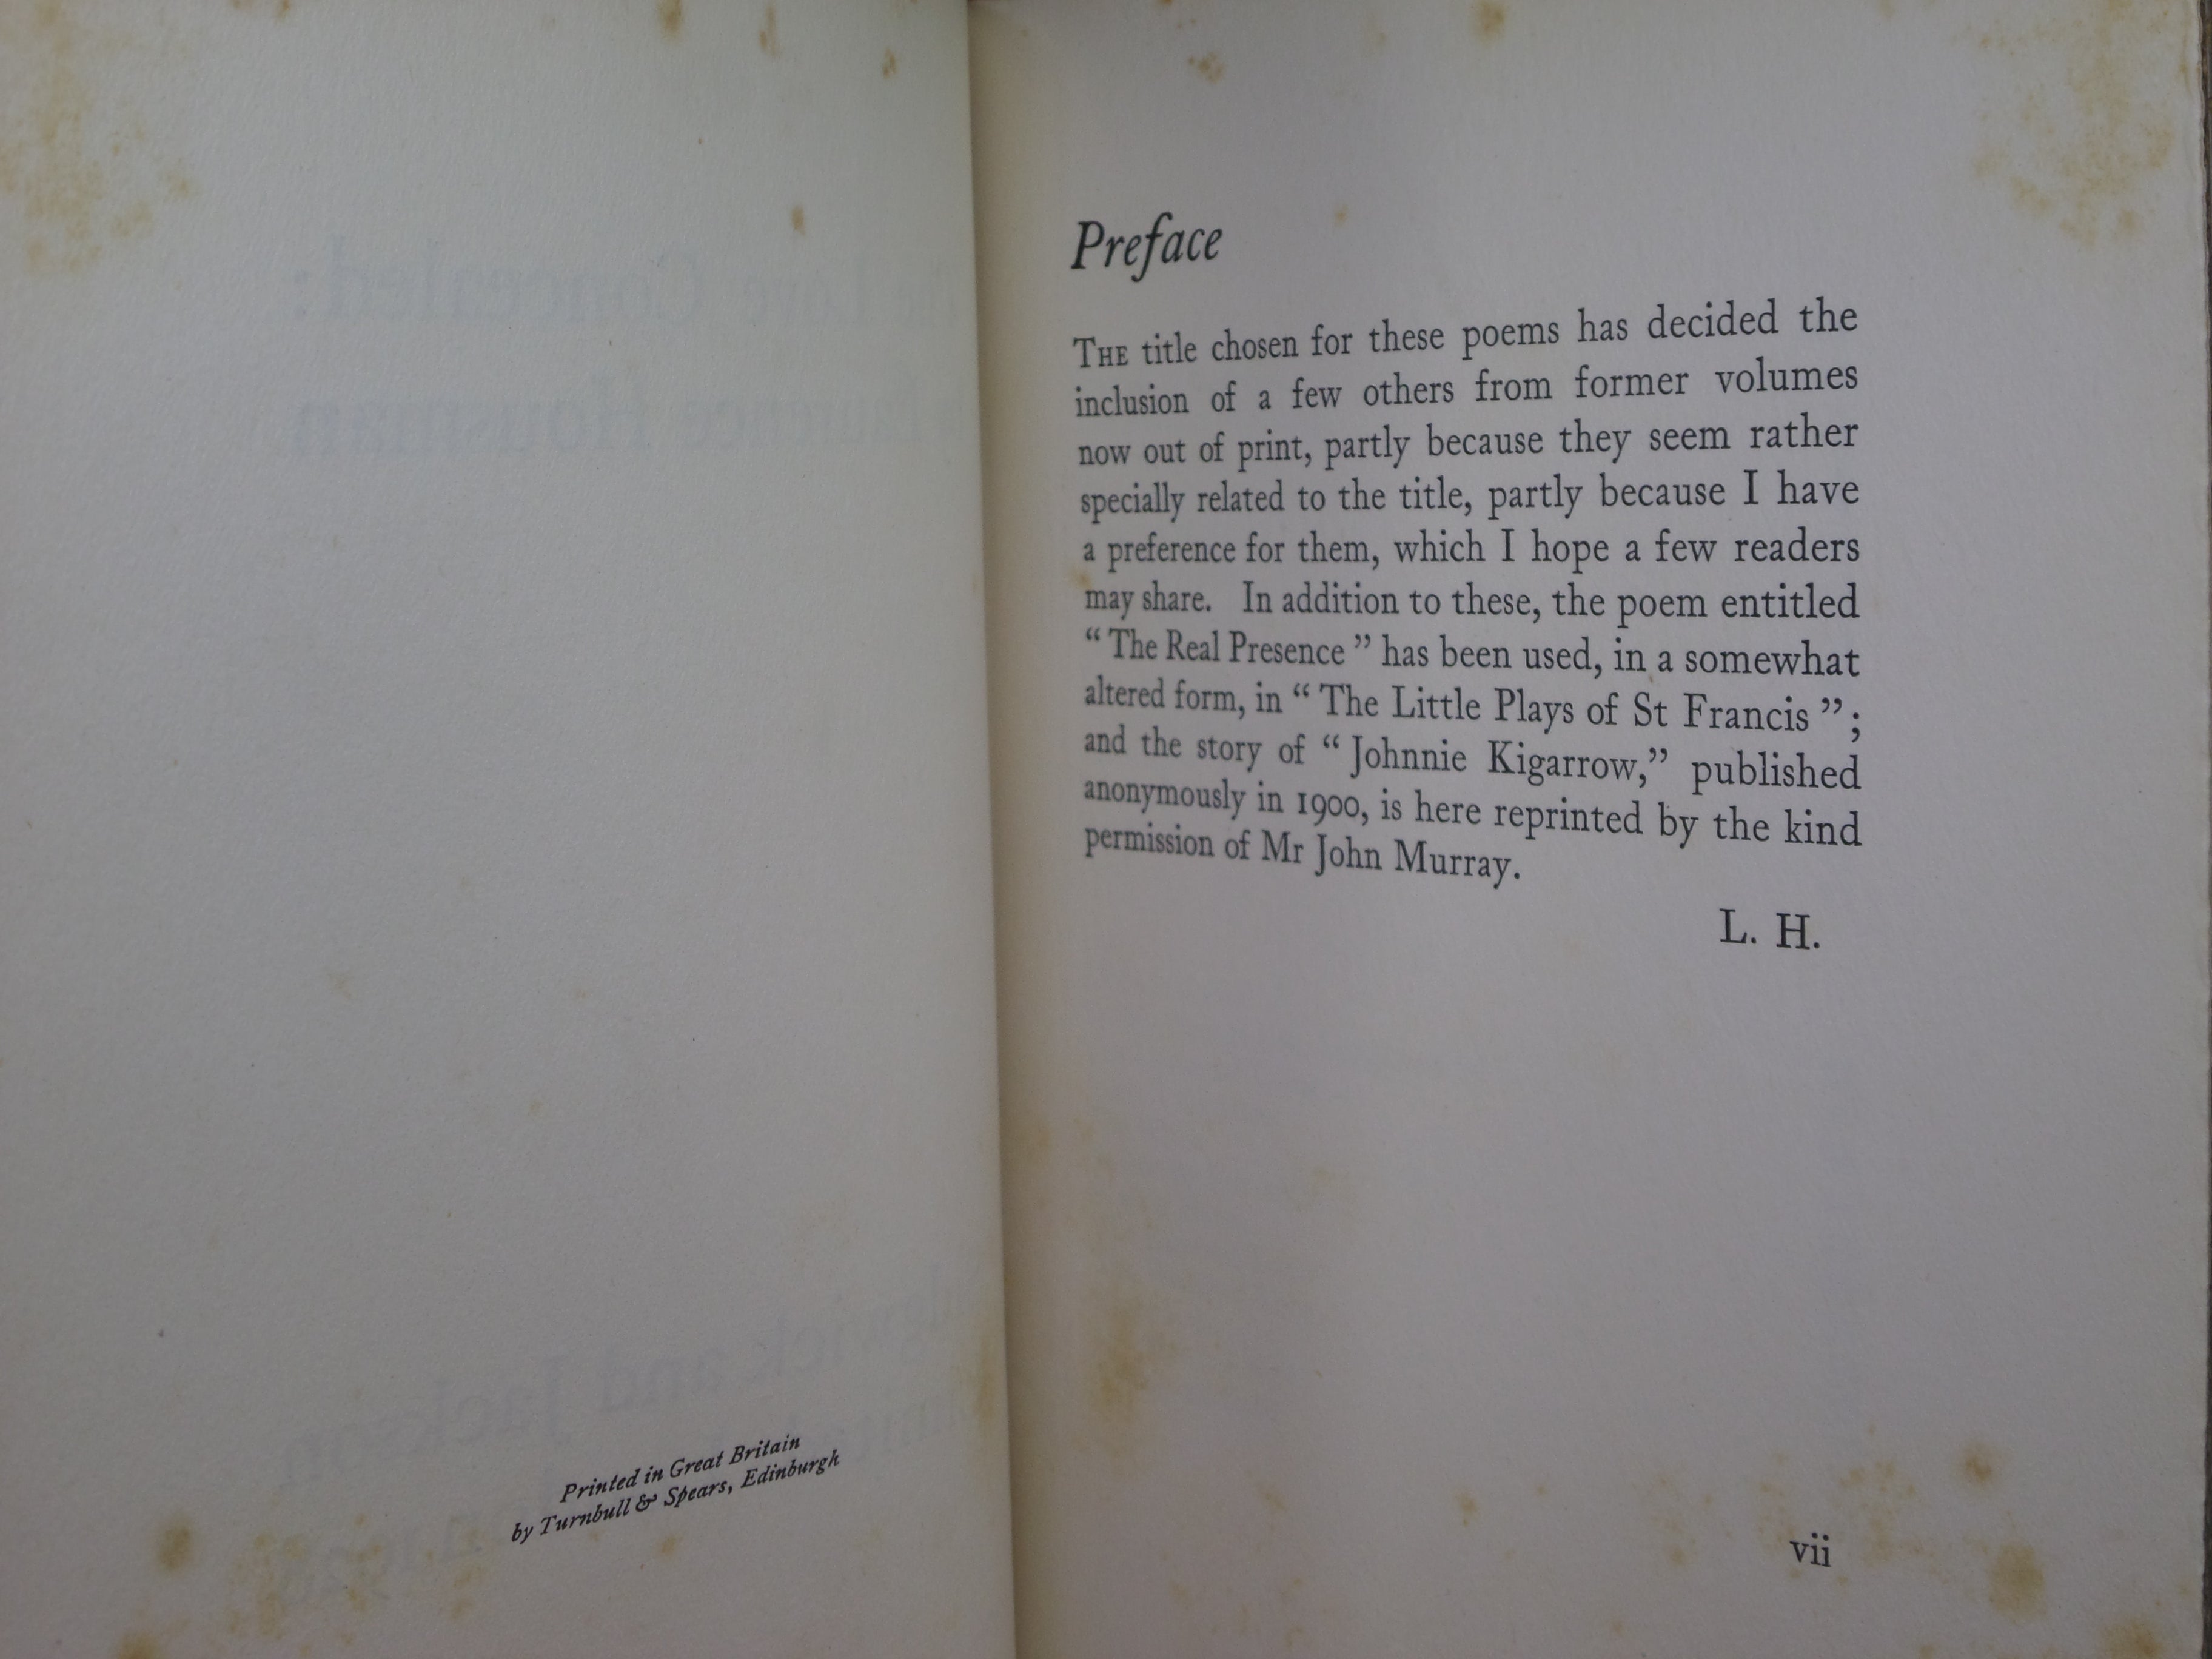 Printed in Great Britain
by Turnbull & Spears, Edinburgh
Preface
THE title chosen for these poems has decided the
inclusion of a few others from former volumes
now out of print, partly because they seem rather
specially related to the title, partly because I have
a preference for them, which I hope a few readers
may share. In addition to these, the poem entitled
“ The Real Presence ” has been used, in a somewhat
altered form, in “ The Little Plays of St Francis ” ;
and the story of “ Johnnie Kigarrow,” published
anonymously in 1900, is here reprinted by the kind
permission of Mr John Murray.
L. H.
vii